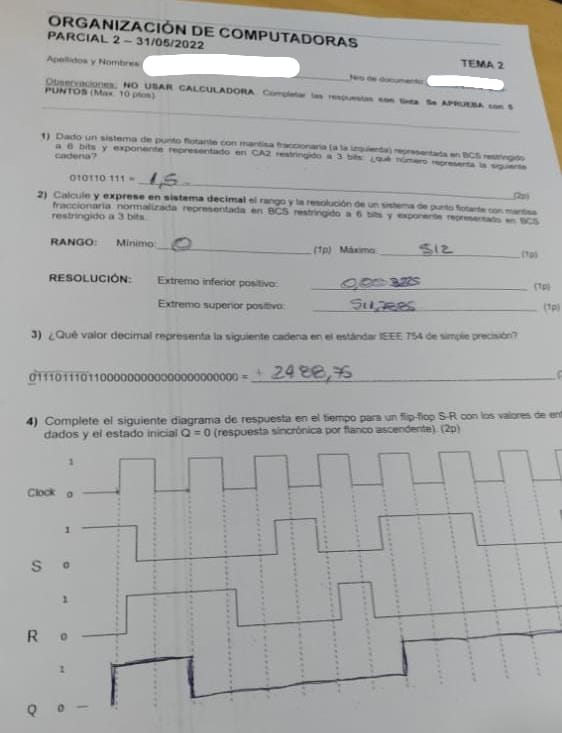 ORGANIZACIÓN DE COMPUTADORAS
PARCIAL 2 – 31/05/2022
TEMA 2
Apellidos y Nombres:
Nro de documento:
Observaciones: NO USAR CALCULADORA. Completar las respuestas con tinta. Se APRUEBA con 5
PUNTOS (Max. 10 ptos)
1) Dado un sistema de punto flotante con mantisa fraccionaria (a la izquierda) representada en BCS restringido
a 6 bits y exponente representado en CA2 restringido a 3 bits: ¿qué número representa la siguiente
cadena?
010110 111 = 1,5
(2p)
2) Calcule y exprese en sistema decimal el rango y la resolución de un sistema de punto flotante con mantisa
fraccionaria normalizada representada en BCS restringido a 6 bits y exponente representado en BCS
restringido a 3 bits.
RANGO: Mínimo: 0 (1p) Máximo: 512 (1p)
RESOLUCIÓN: Extremo inferior positivo: (1p)
Extremo superior positivo: (1p)
3) ¿Qué valor decimal representa la siguiente cadena en el estándar IEEE 754 de simple precisión?
= + 2488,75
4) Complete el siguiente diagrama de respuesta en el tiempo para un flip-flop S-R con los valores de
dados y el estado inicial Q = 0 (respuesta sincrónica por flanco ascendente). (2p)
1
Clock 0
1
S 0
1
R 0
1
Q 0